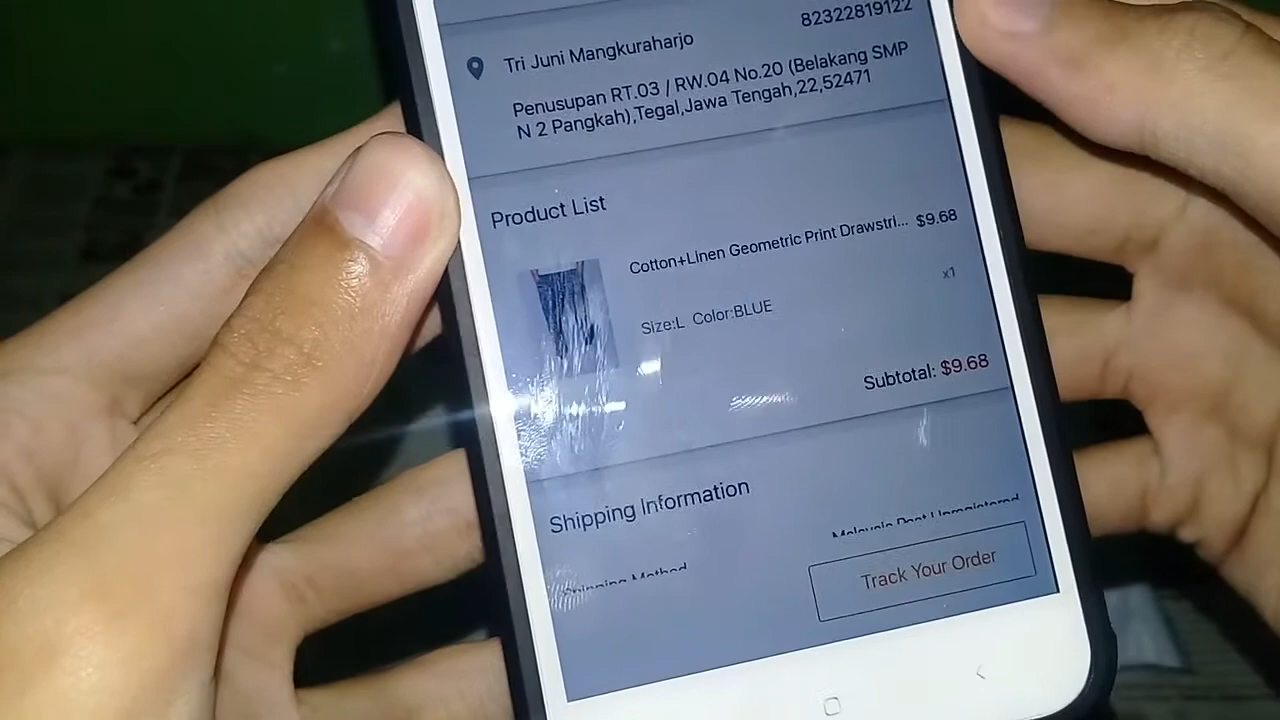 82322819122
Tri Juni Mangkuraharjo
Penusupan RT.03 / RW.04 No.20 (Belakang SMP
N 2 Pangkah),Tegal,Jawa Tengah,22,52471
Product List
Cotton+Linen Geometric Print Drawstri... $9.68
x1
Size:L Color:BLUE
Subtotal: $9.68
Shipping Information
Malaysia Post Unregistered
Shipping Method
Track Your Order